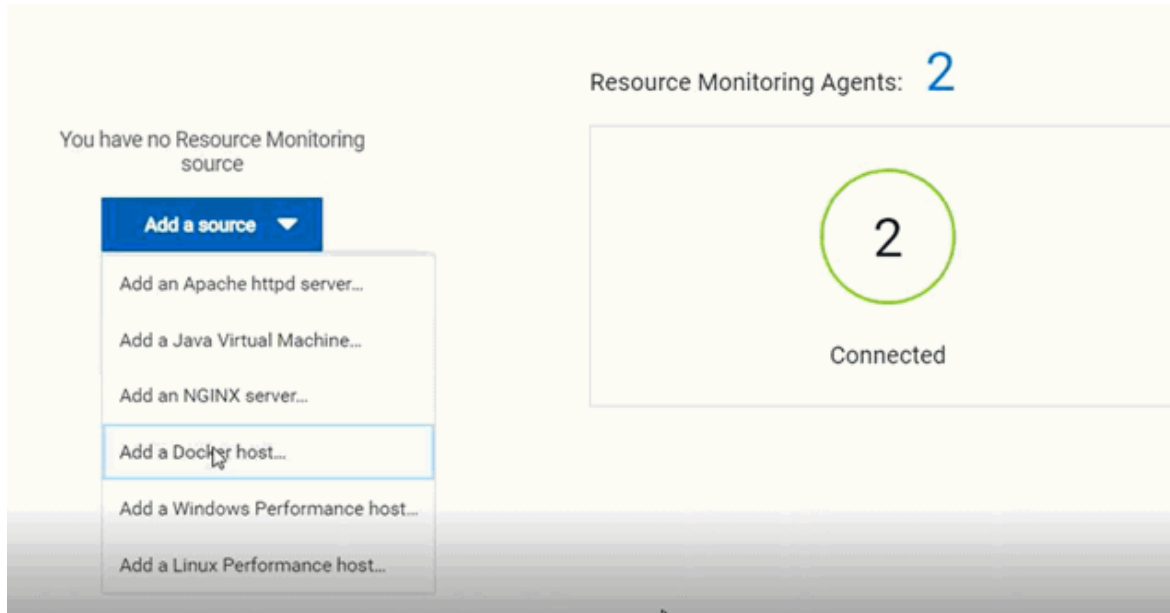 Resource Monitoring Agents: 2
You have no Resource Monitoring
source
Add a source
Add an Apache httpd server...
Add a Java Virtual Machine...
Add an NGINX server...
Add a Docker host...
Add a Windows Performance host...
Add a Linux Performance host...
2
Connected